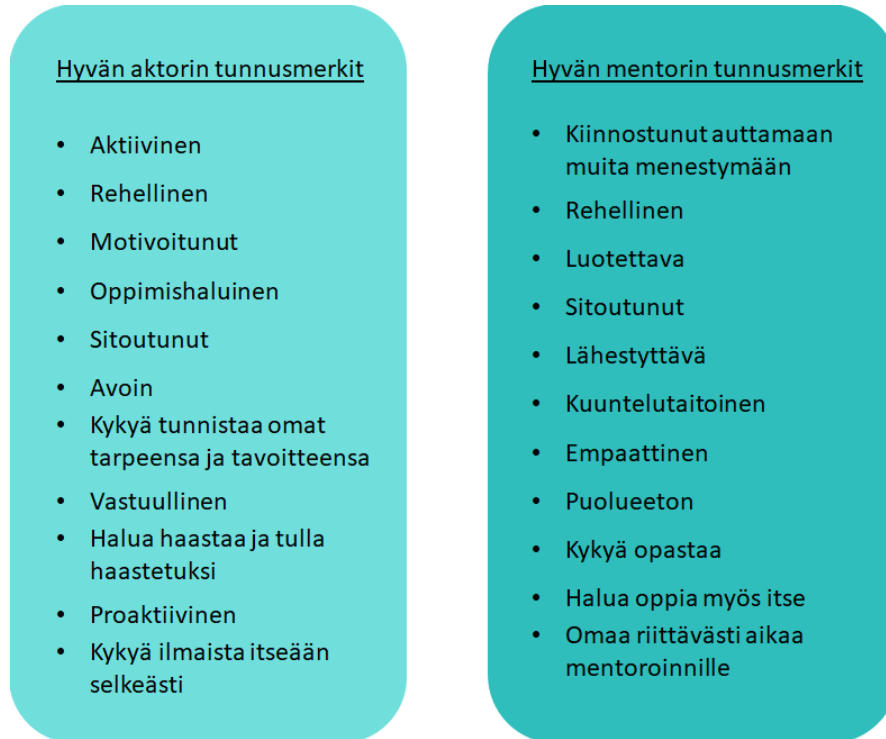 Hyvän aktorin tunnusmerkit
• Aktiivinen
• Rehellinen
• Motivoitunut
• Oppimishaluinen
• Sitoutunut
• Avoin
• Kykyä tunnistaa omat
tarpeensa ja tavoitteensa
• Vastuullinen
• Halua haastaa ja tulla
haastetuksi
• Proaktiivinen
• Kykyä ilmaista itseään
selkeästi
Hyvän mentorin tunnusmerkit
• Kiinnostunut auttamaan
muita menestymään
• Rehellinen
• Luotettava
• Sitoutunut
• Lähestyttävä
• Kuuntelutaitoinen
• Empaattinen
• Puolueeton
• Kykyä opastaa
• Halua oppia myös itse
• Omaa riittävästi aikaa
mentoroinnille